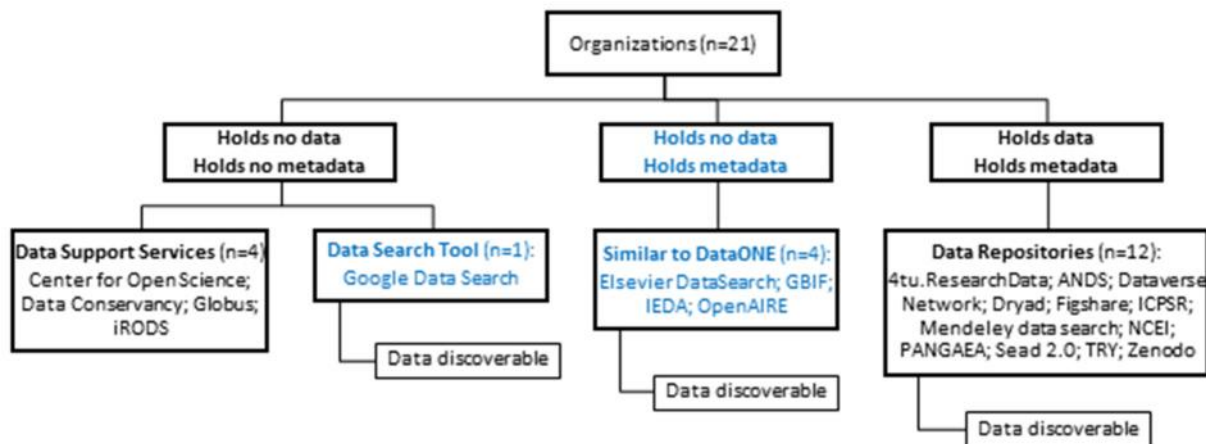 Organizations (n=21)
Holds no data
Holds no metadata
Holds no data
Holds metadata
Holds data
Holds metadata
Data Support Services (n=4)
Center for Open Science;
Data Conservancy; Globus;
iRODS
Data Search Tool (n=1):
Google Data Search
Data discoverable
Similar to DataONE (n=4):
Elsevier DataSearch; GBIF;
IEDA; OpenAIRE
Data discoverable
Data Repositories (n=12):
4tu.ResearchData; ANDS; Dataverse
Network; Dryad; Figshare; ICPSR;
Mendeley data search; NCEI;
PANGAEA; Sead 2.0; TRY; Zenodo
Data discoverable